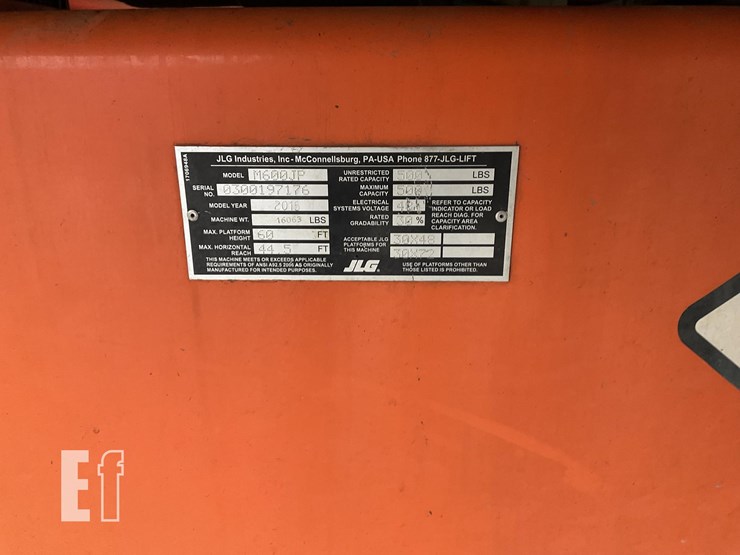 1706948A
JLG Industries, Inc - McConnellsburg, PA-USA Phone 877-JLG-LIFT
MODEL M600JP
SERIAL NO. 0300197176
MODEL YEAR
MACHINE WT. 16063 LBS
MAX. PLATFORM HEIGHT 60 FT
MAX. HORIZONTAL REACH 44.5 FT
THIS MACHINE MEETS OR EXCEEDS APPLICABLE
REQUIREMENTS OF ANSI A92.5 2006 AS ORIGINALLY
MANUFACTURED FOR INTENDED PURPOSES.
UNRESTRICTED RATED CAPACITY 500 LBS
MAXIMUM CAPACITY 500 LBS
ELECTRICAL SYSTEMS VOLTAGE
RATED GRADABILITY 30 %
REFER TO CAPACITY
INDICATOR OR LOAD
REACH DIAG. FOR
CAPACITY AREA
CLARIFICATION.
ACCEPTABLE JLG
PLATFORMS FOR
THIS MACHINE
30X48
30X72
JLG
USE OF PLATFORMS OTHER THAN
THOSE LISTED IS PROHIBITED.
Ef